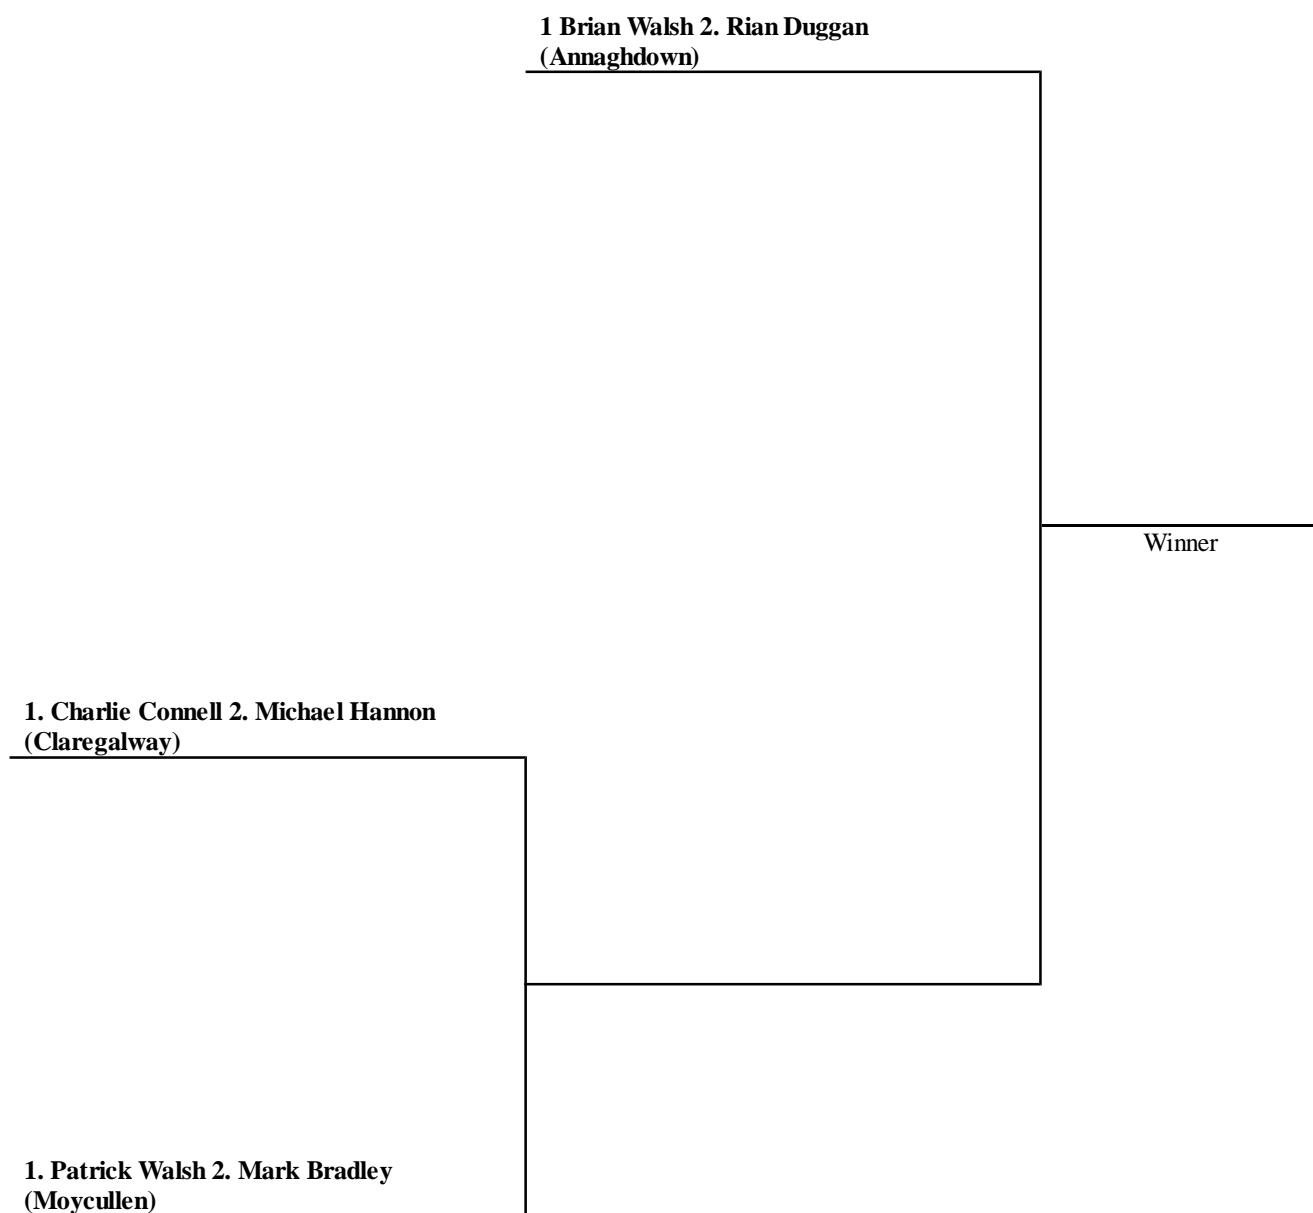 1 Brian Walsh 2. Rian Duggan
(Annaghdown)
Winner
1. Charlie Connell 2. Michael Hannon
(Claregalway)
1. Patrick Walsh 2. Mark Bradley
(Moycullen)